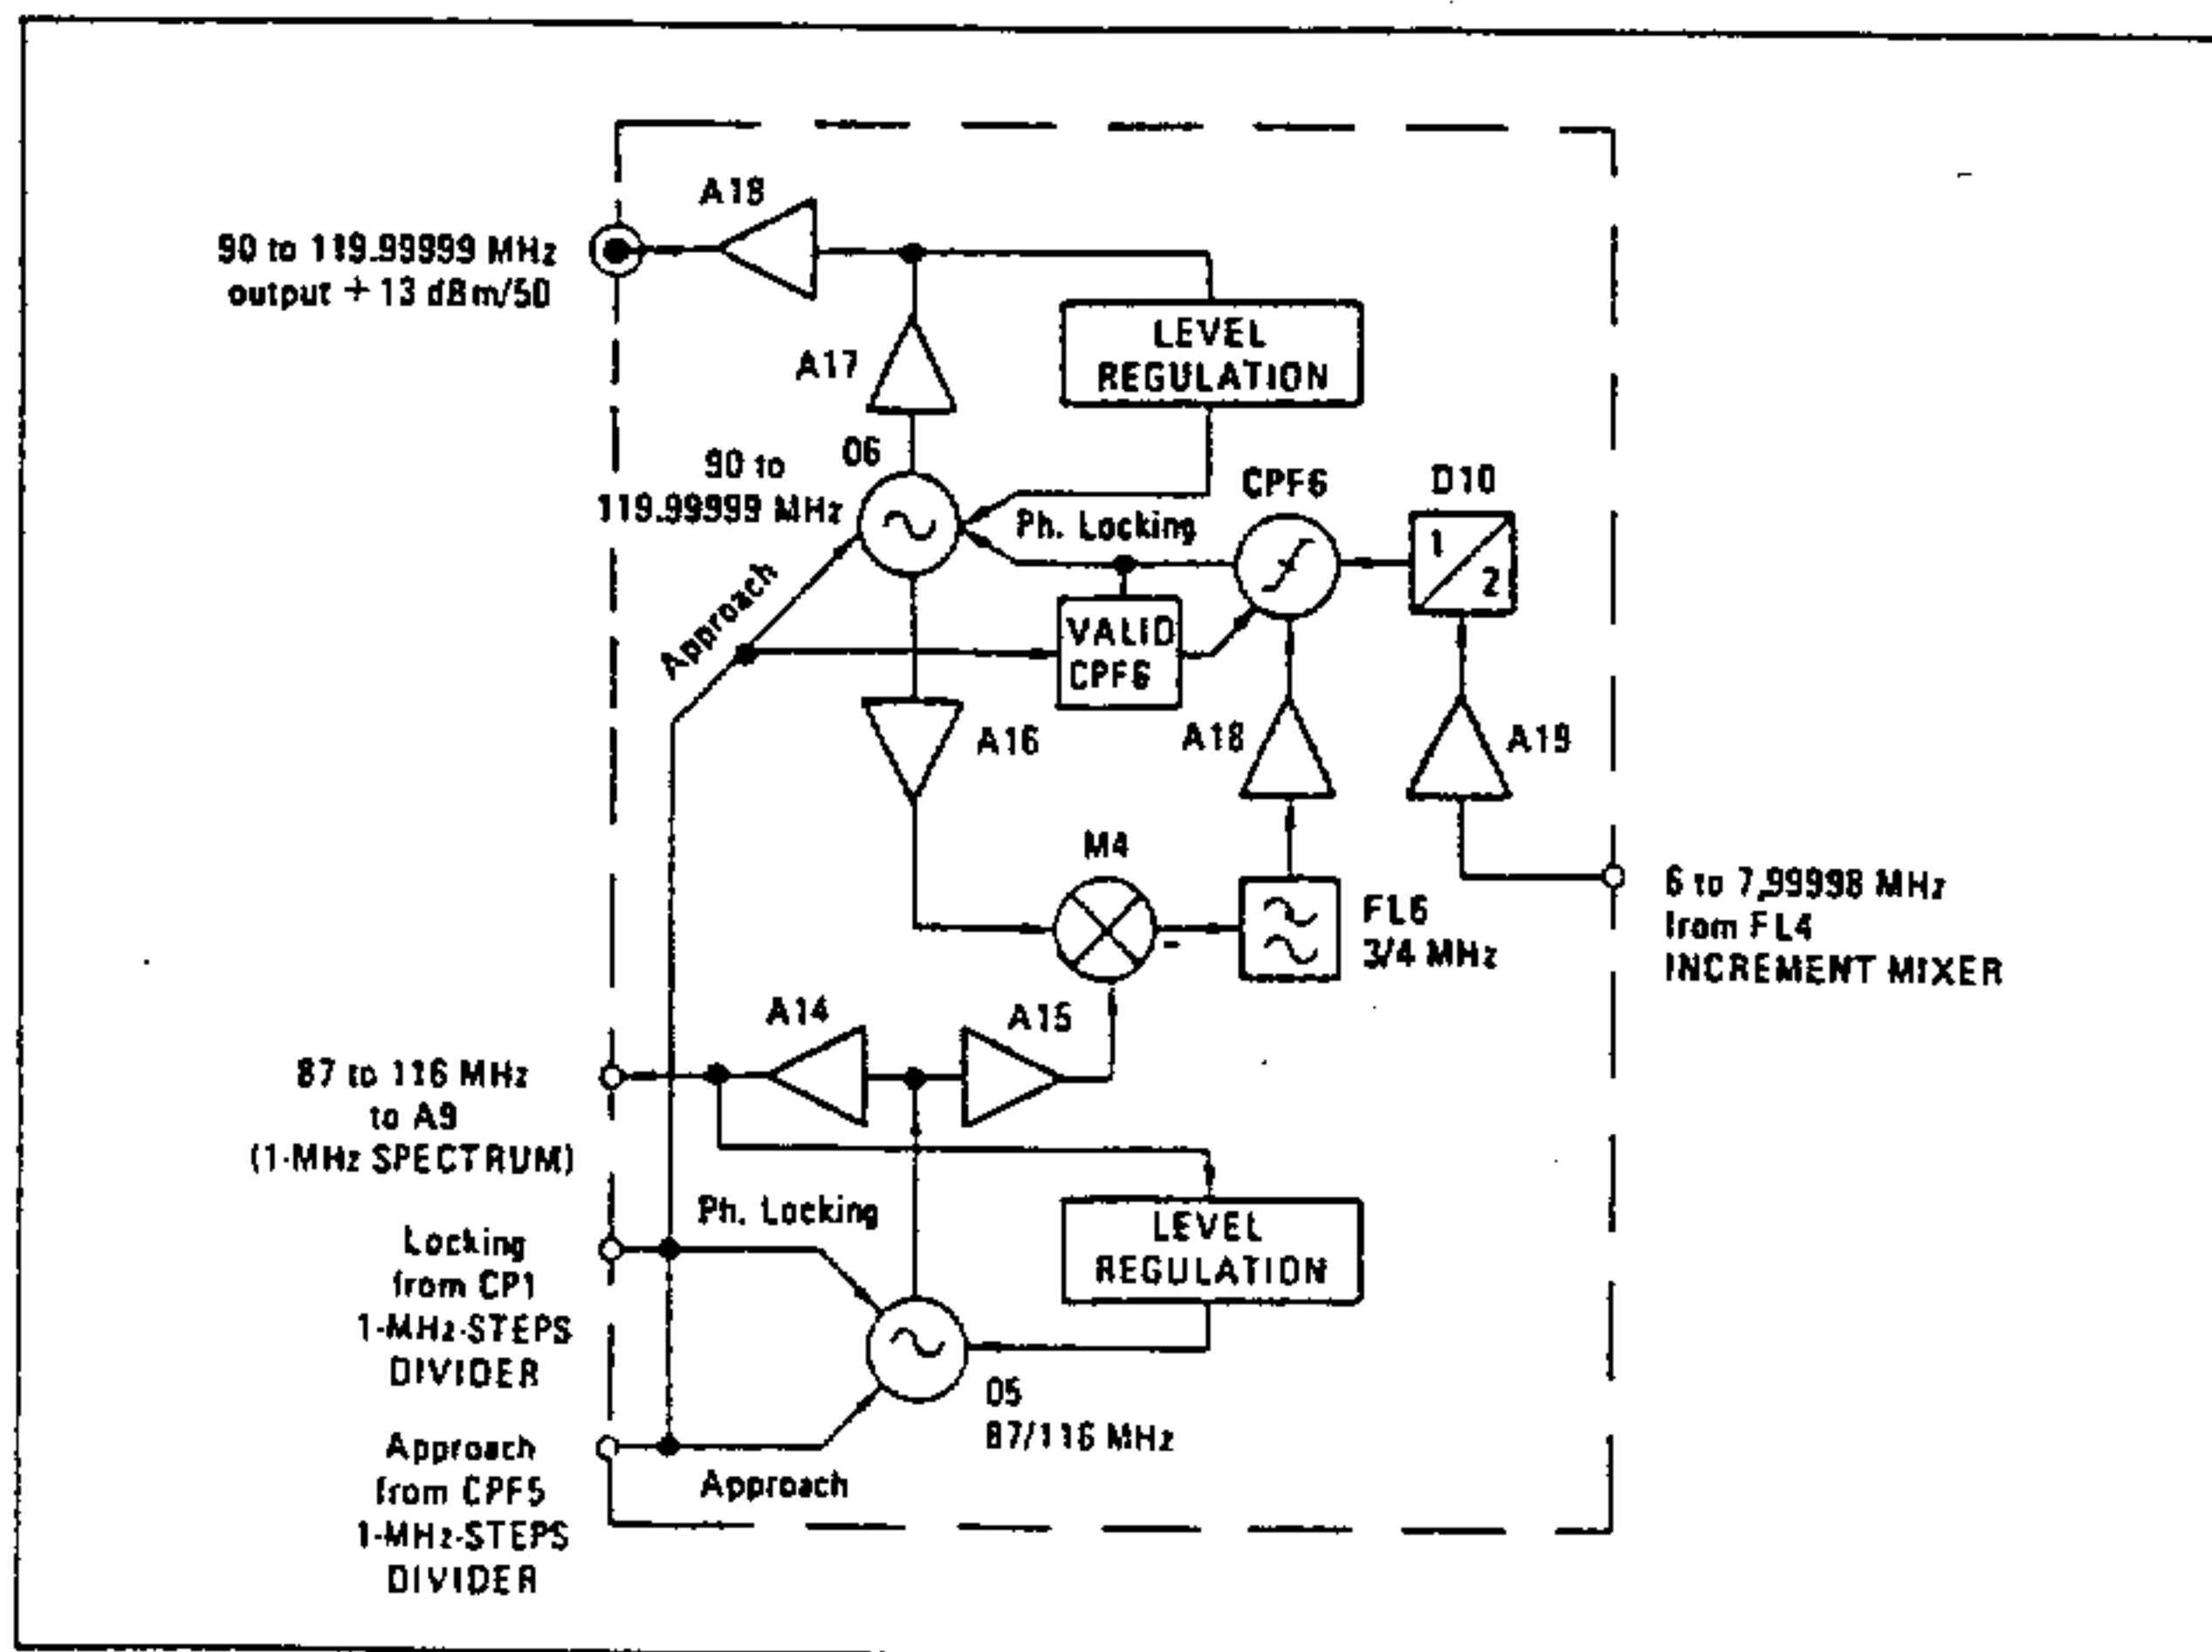 A18
90 to 119.99999 MHz
output + 13 dBm/50
LEVEL
REGULATION
A17
06
90 to
119.99999 MHz
CPF6
D10
Ph. Locking
1
2
Approach
VALID
CPF6
A16
A18
A19
M4
6 to 7,99998 MHz
from FL4
INCREMENT MIXER
FL6
3/4 MHz
-
A14
A15
87 to 116 MHz
to A9
(1-MHz SPECTRUM)
Ph. Locking
LEVEL
REGULATION
Locking
from CP1
1-MHz-STEPS
DIVIDER
05
87/116 MHz
Approach
from CPF5
1-MHz-STEPS
DIVIDER
Approach